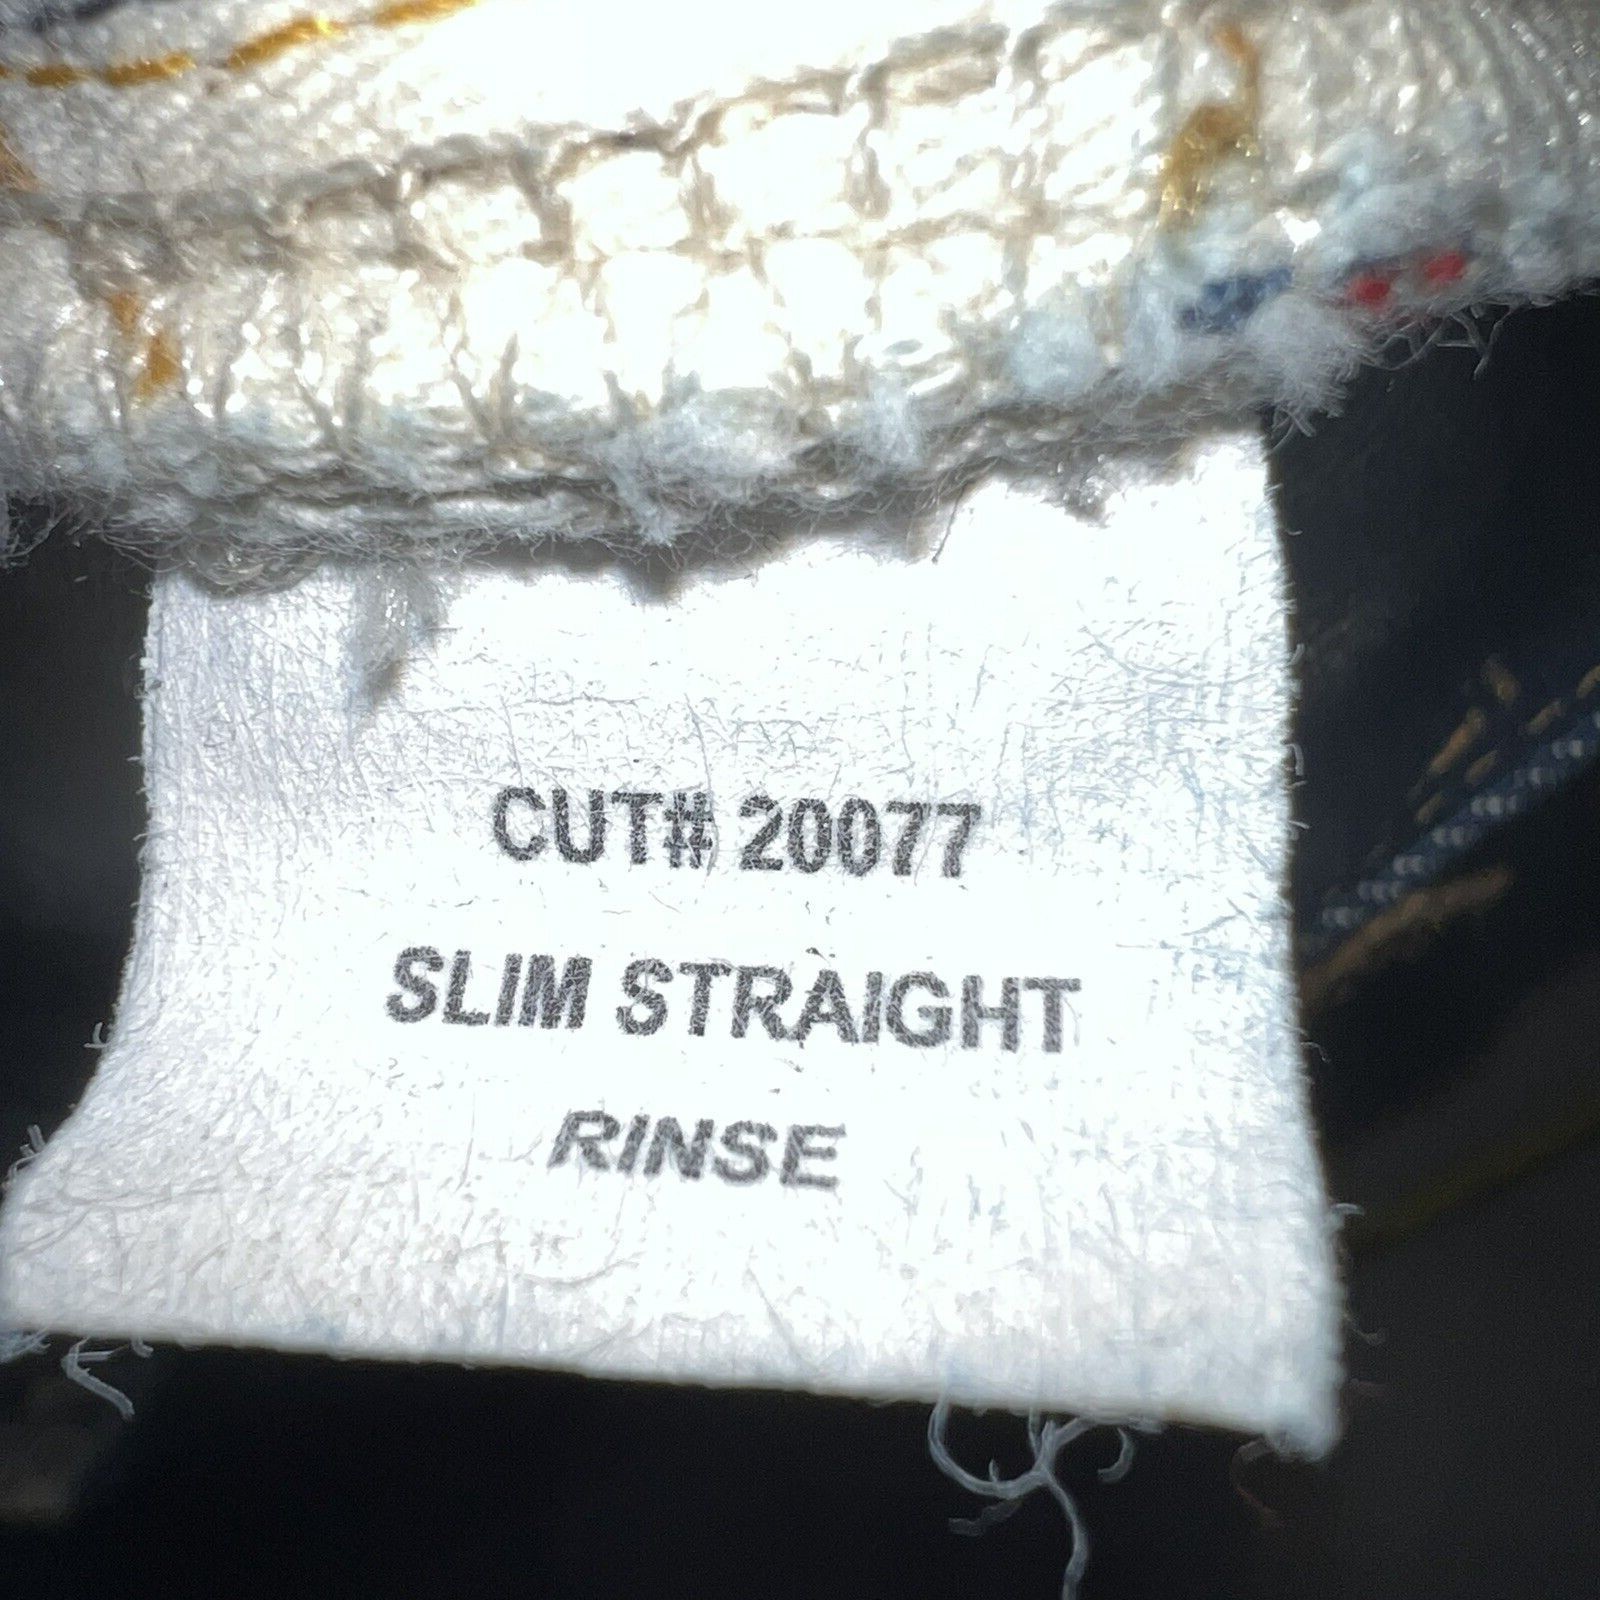 CUT# 20077
SLIM STRAIGHT
RINSE